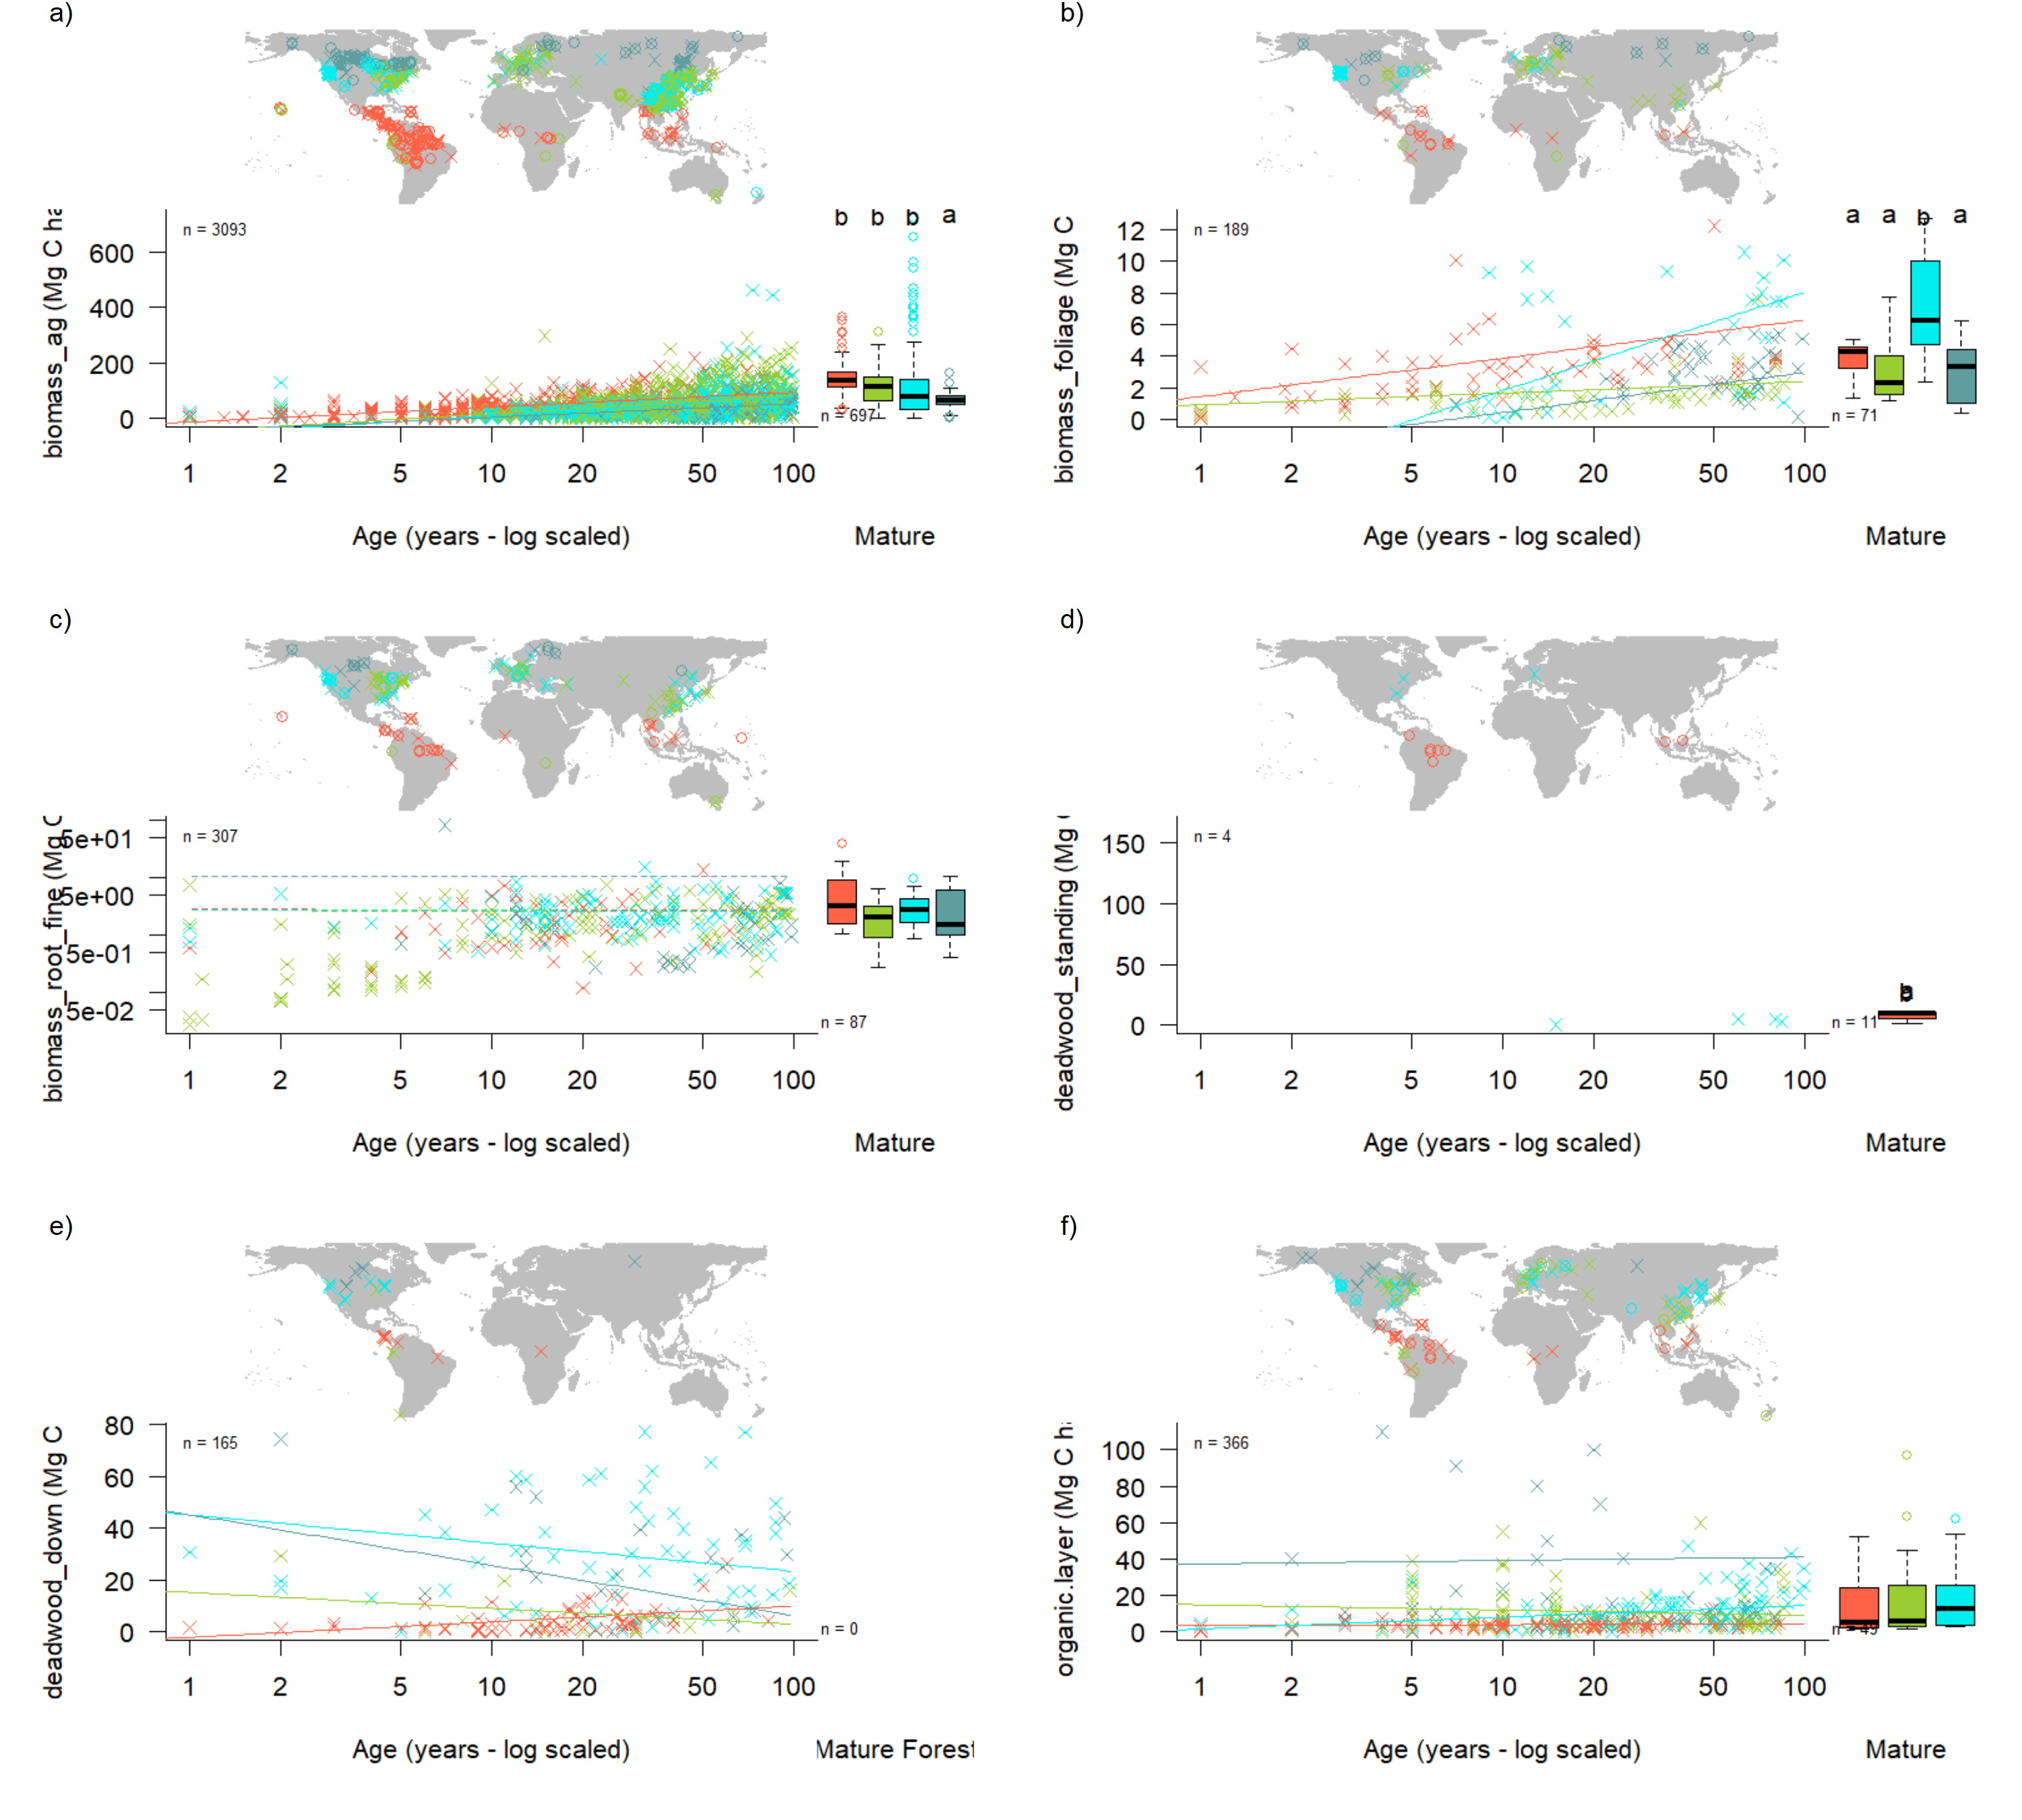 a)
b b b a
n = 3093
biomass_ag (Mg C ha
600
400
200
0
n = 697
1 2 5 10 20 50 100
Age (years - log scaled)
Mature
b)
a a b a
n = 189
biomass_foliage (Mg C
12
10
8
6
4
2
0
n = 71
1 2 5 10 20 50 100
Age (years - log scaled)
Mature
c)
n = 307
biomass_root_fine (Mg C
5e+01
5e+00
5e-01
5e-02
n = 87
1 2 5 10 20 50 100
Age (years - log scaled)
Mature
d)
n = 4
deadwood_standing (Mg
150
100
50
0
n = 11
1 2 5 10 20 50 100
Age (years - log scaled)
Mature
e)
n = 165
deadwood_down (Mg C
80
60
40
20
0
n = 0
1 2 5 10 20 50 100
Age (years - log scaled)
Mature Forest
f)
n = 366
organic.layer (Mg C h
100
80
60
40
20
0
n = 49
1 2 5 10 20 50 100
Age (years - log scaled)
Mature